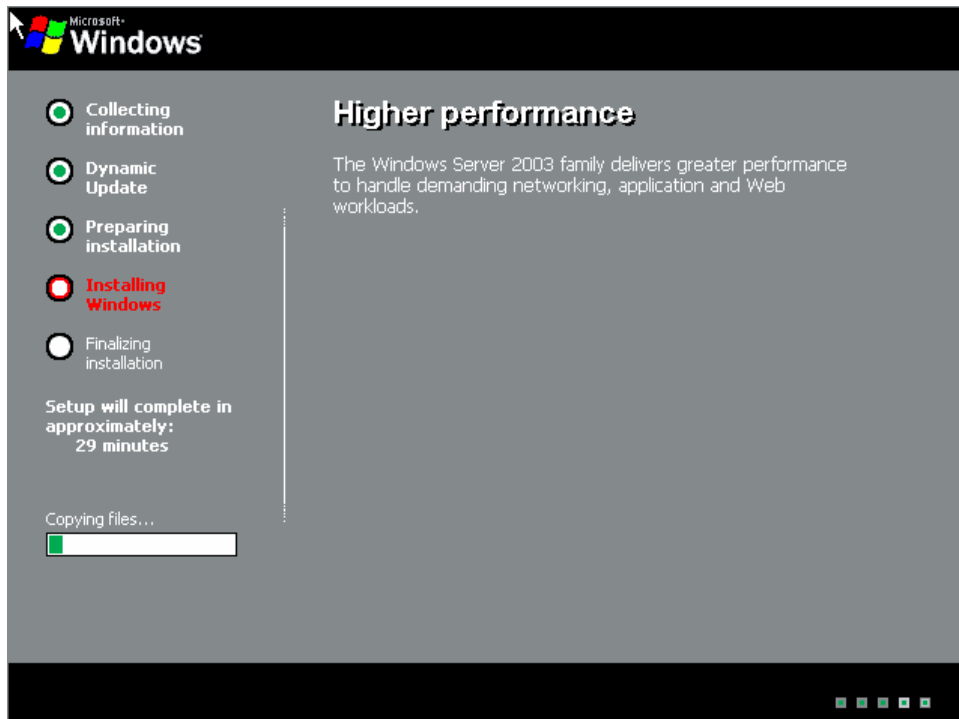 Microsoft
Windows
Collecting
information
Dynamic
Update
Preparing
installation
Installing
Windows
Finalizing
installation
Setup will complete in
approximately:
29 minutes
Copying files...
Higher performance
The Windows Server 2003 family delivers greater performance
to handle demanding networking, application and Web
workloads.